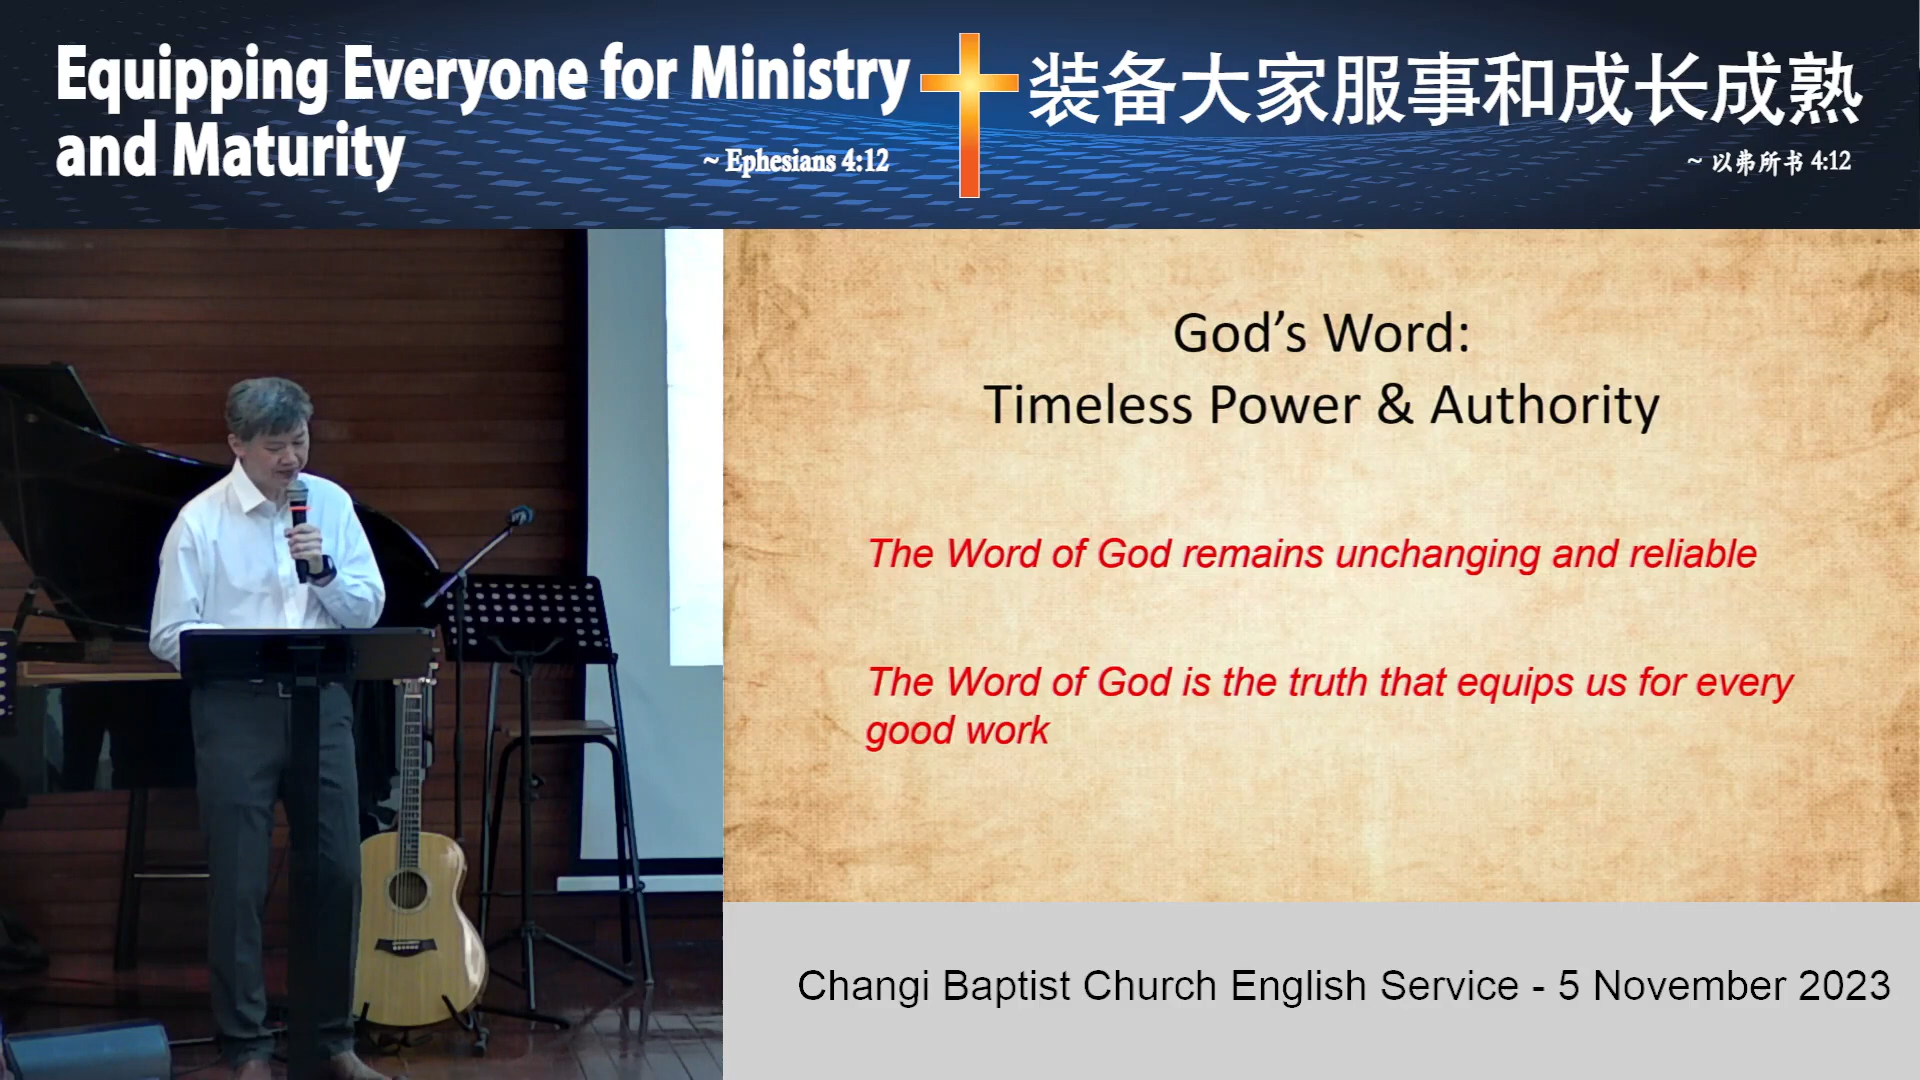 Equipping Everyone for Ministry
and Maturity
~ Ephesians 4:12
装备大家服事和成长成熟
~ 以弗所书 4:12
God’s Word:
Timeless Power & Authority
The Word of God remains unchanging and reliable
The Word of God is the truth that equips us for every
good work
Changi Baptist Church English Service - 5 November 2023